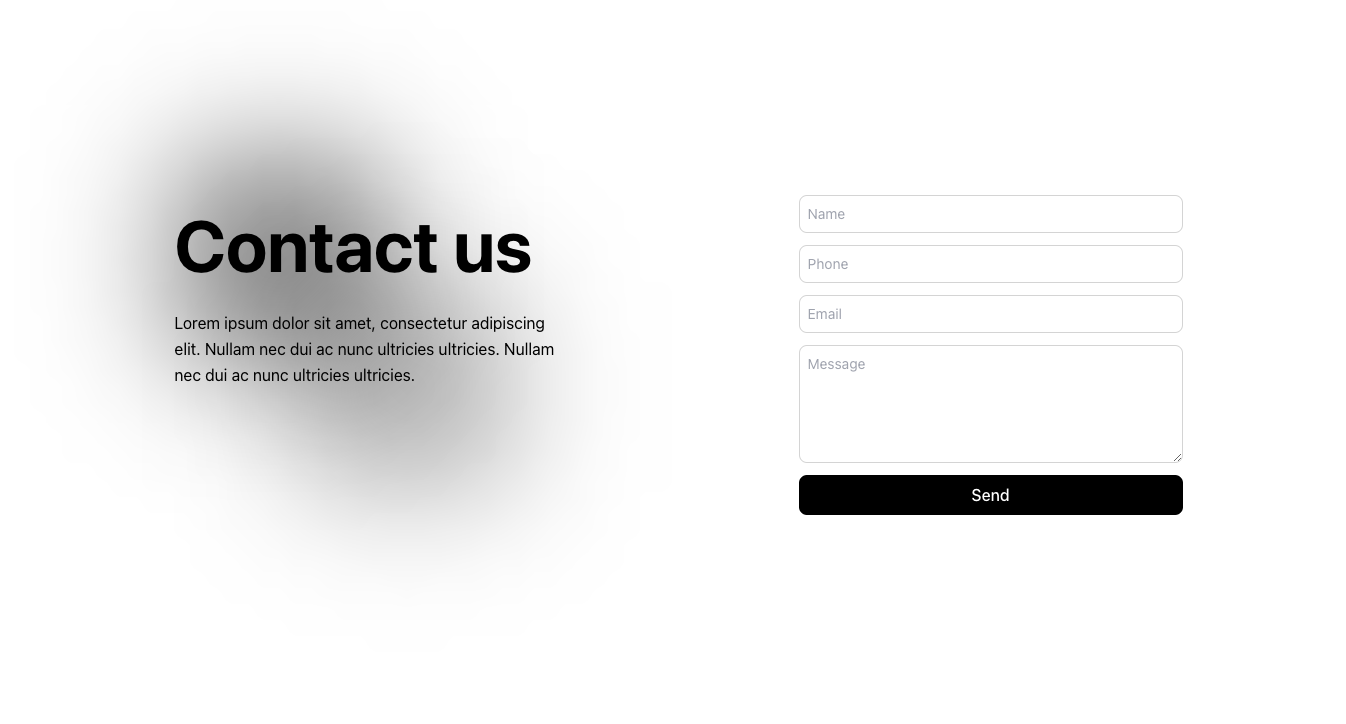 Contact us
Lorem ipsum dolor sit amet, consectetur adipiscing
elit. Nullam nec dui ac nunc ultricies ultricies. Nullam
nec dui ac nunc ultricies ultricies.
Name
Phone
Email
Message
Send